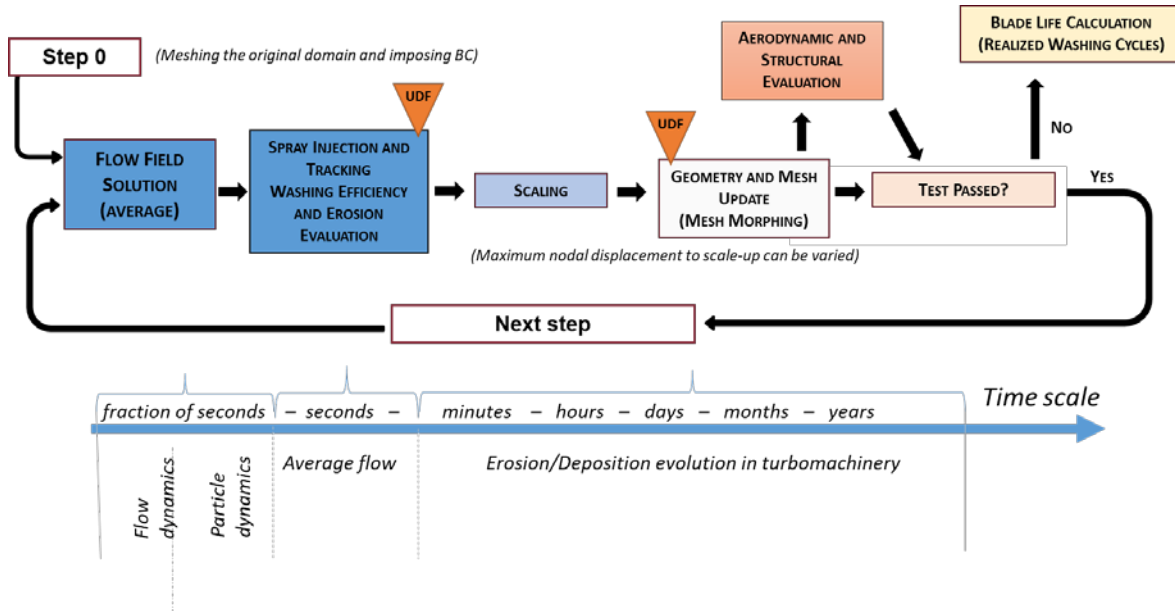 Step 0
(Meshing the original domain and imposing BC)
UDF
FLOW FIELD
SOLUTION
(AVERAGE)
SPRAY INJECTION AND
TRACKING
WASHING EFFICIENCY
AND EROSION
EVALUATION
SCALING
UDF
GEOMETRY AND MESH
UPDATE
(MESH MORPHING)
(Maximum nodal displacement to scale-up can be varied)
AERODYNAMIC AND
STRUCTURAL
EVALUATION
TEST PASSED?
BLADE LIFE CALCULATION
(REALIZED WASHING CYCLES)
NO
YES
Next step
fraction of seconds – seconds – minutes – hours – days – months – years
Time scale
Flow
dynamics
Particle
dynamics
Average flow
Erosion/Deposition evolution in turbomachinery